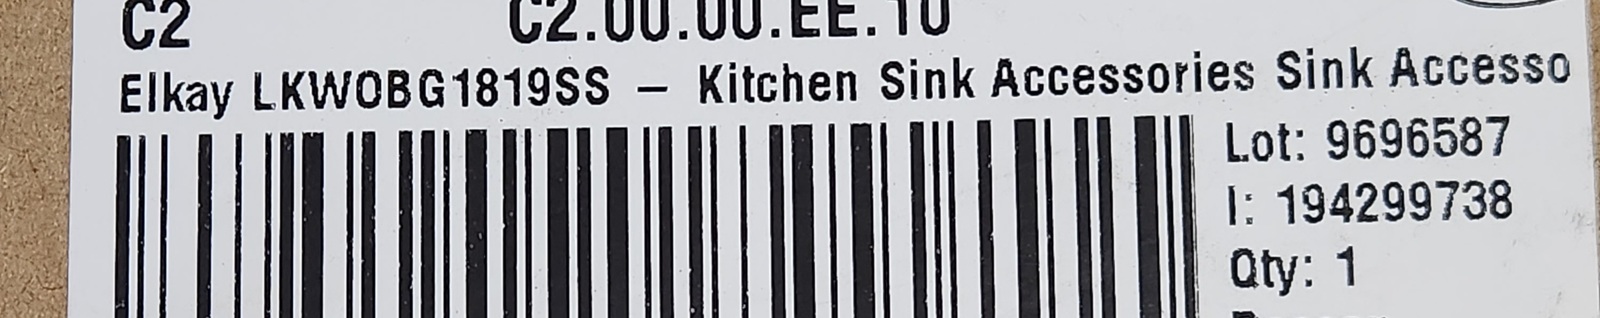 C2 C2.00.00.EE.10
Elkay LKWOBG1819SS – Kitchen Sink Accessories Sink Accesso
Lot: 9696587
I: 194299738
Qty: 1